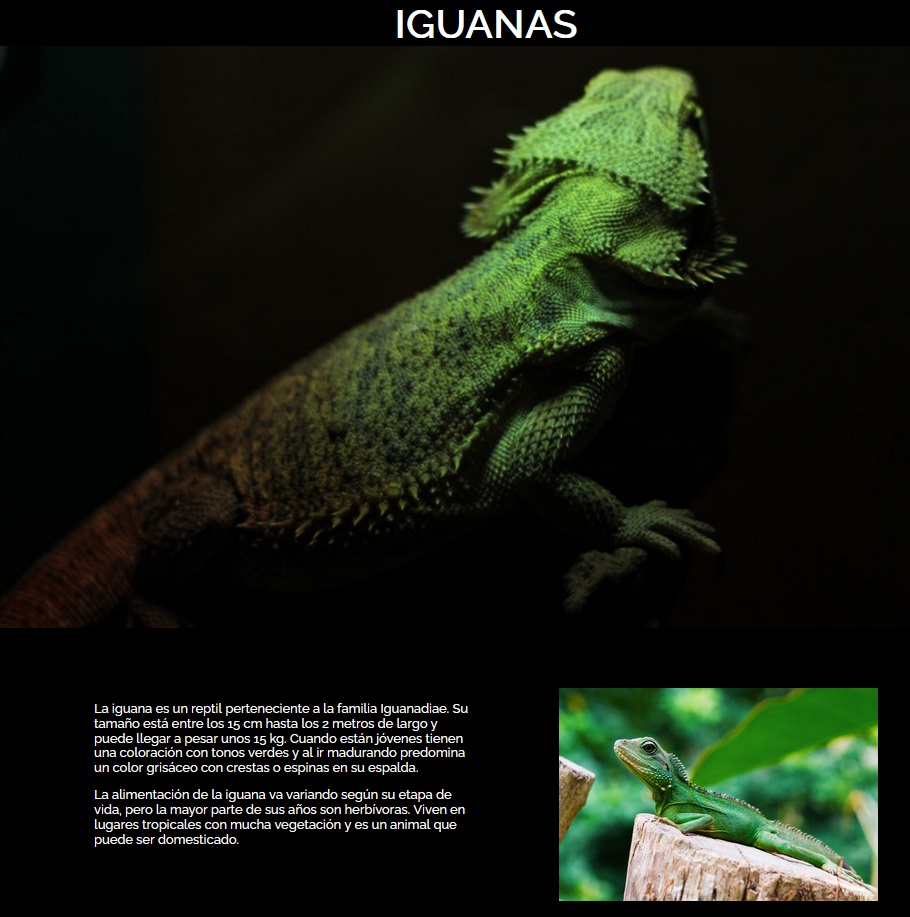 IGUANAS
La iguana es un reptil perteneciente a la familia Iguanadiae. Su
tamaño está entre los 15 cm hasta los 2 metros de largo y
puede llegar a pesar unos 15 kg. Cuando están jóvenes tienen
una coloración con tonos verdes y al ir madurando predomina
un color grisáceo con crestas o espinas en su espalda.
La alimentación de la iguana va variando según su etapa de
vida, pero la mayor parte de sus años son herbívoras. Viven en
lugares tropicales con mucha vegetación y es un animal que
puede ser domesticado.